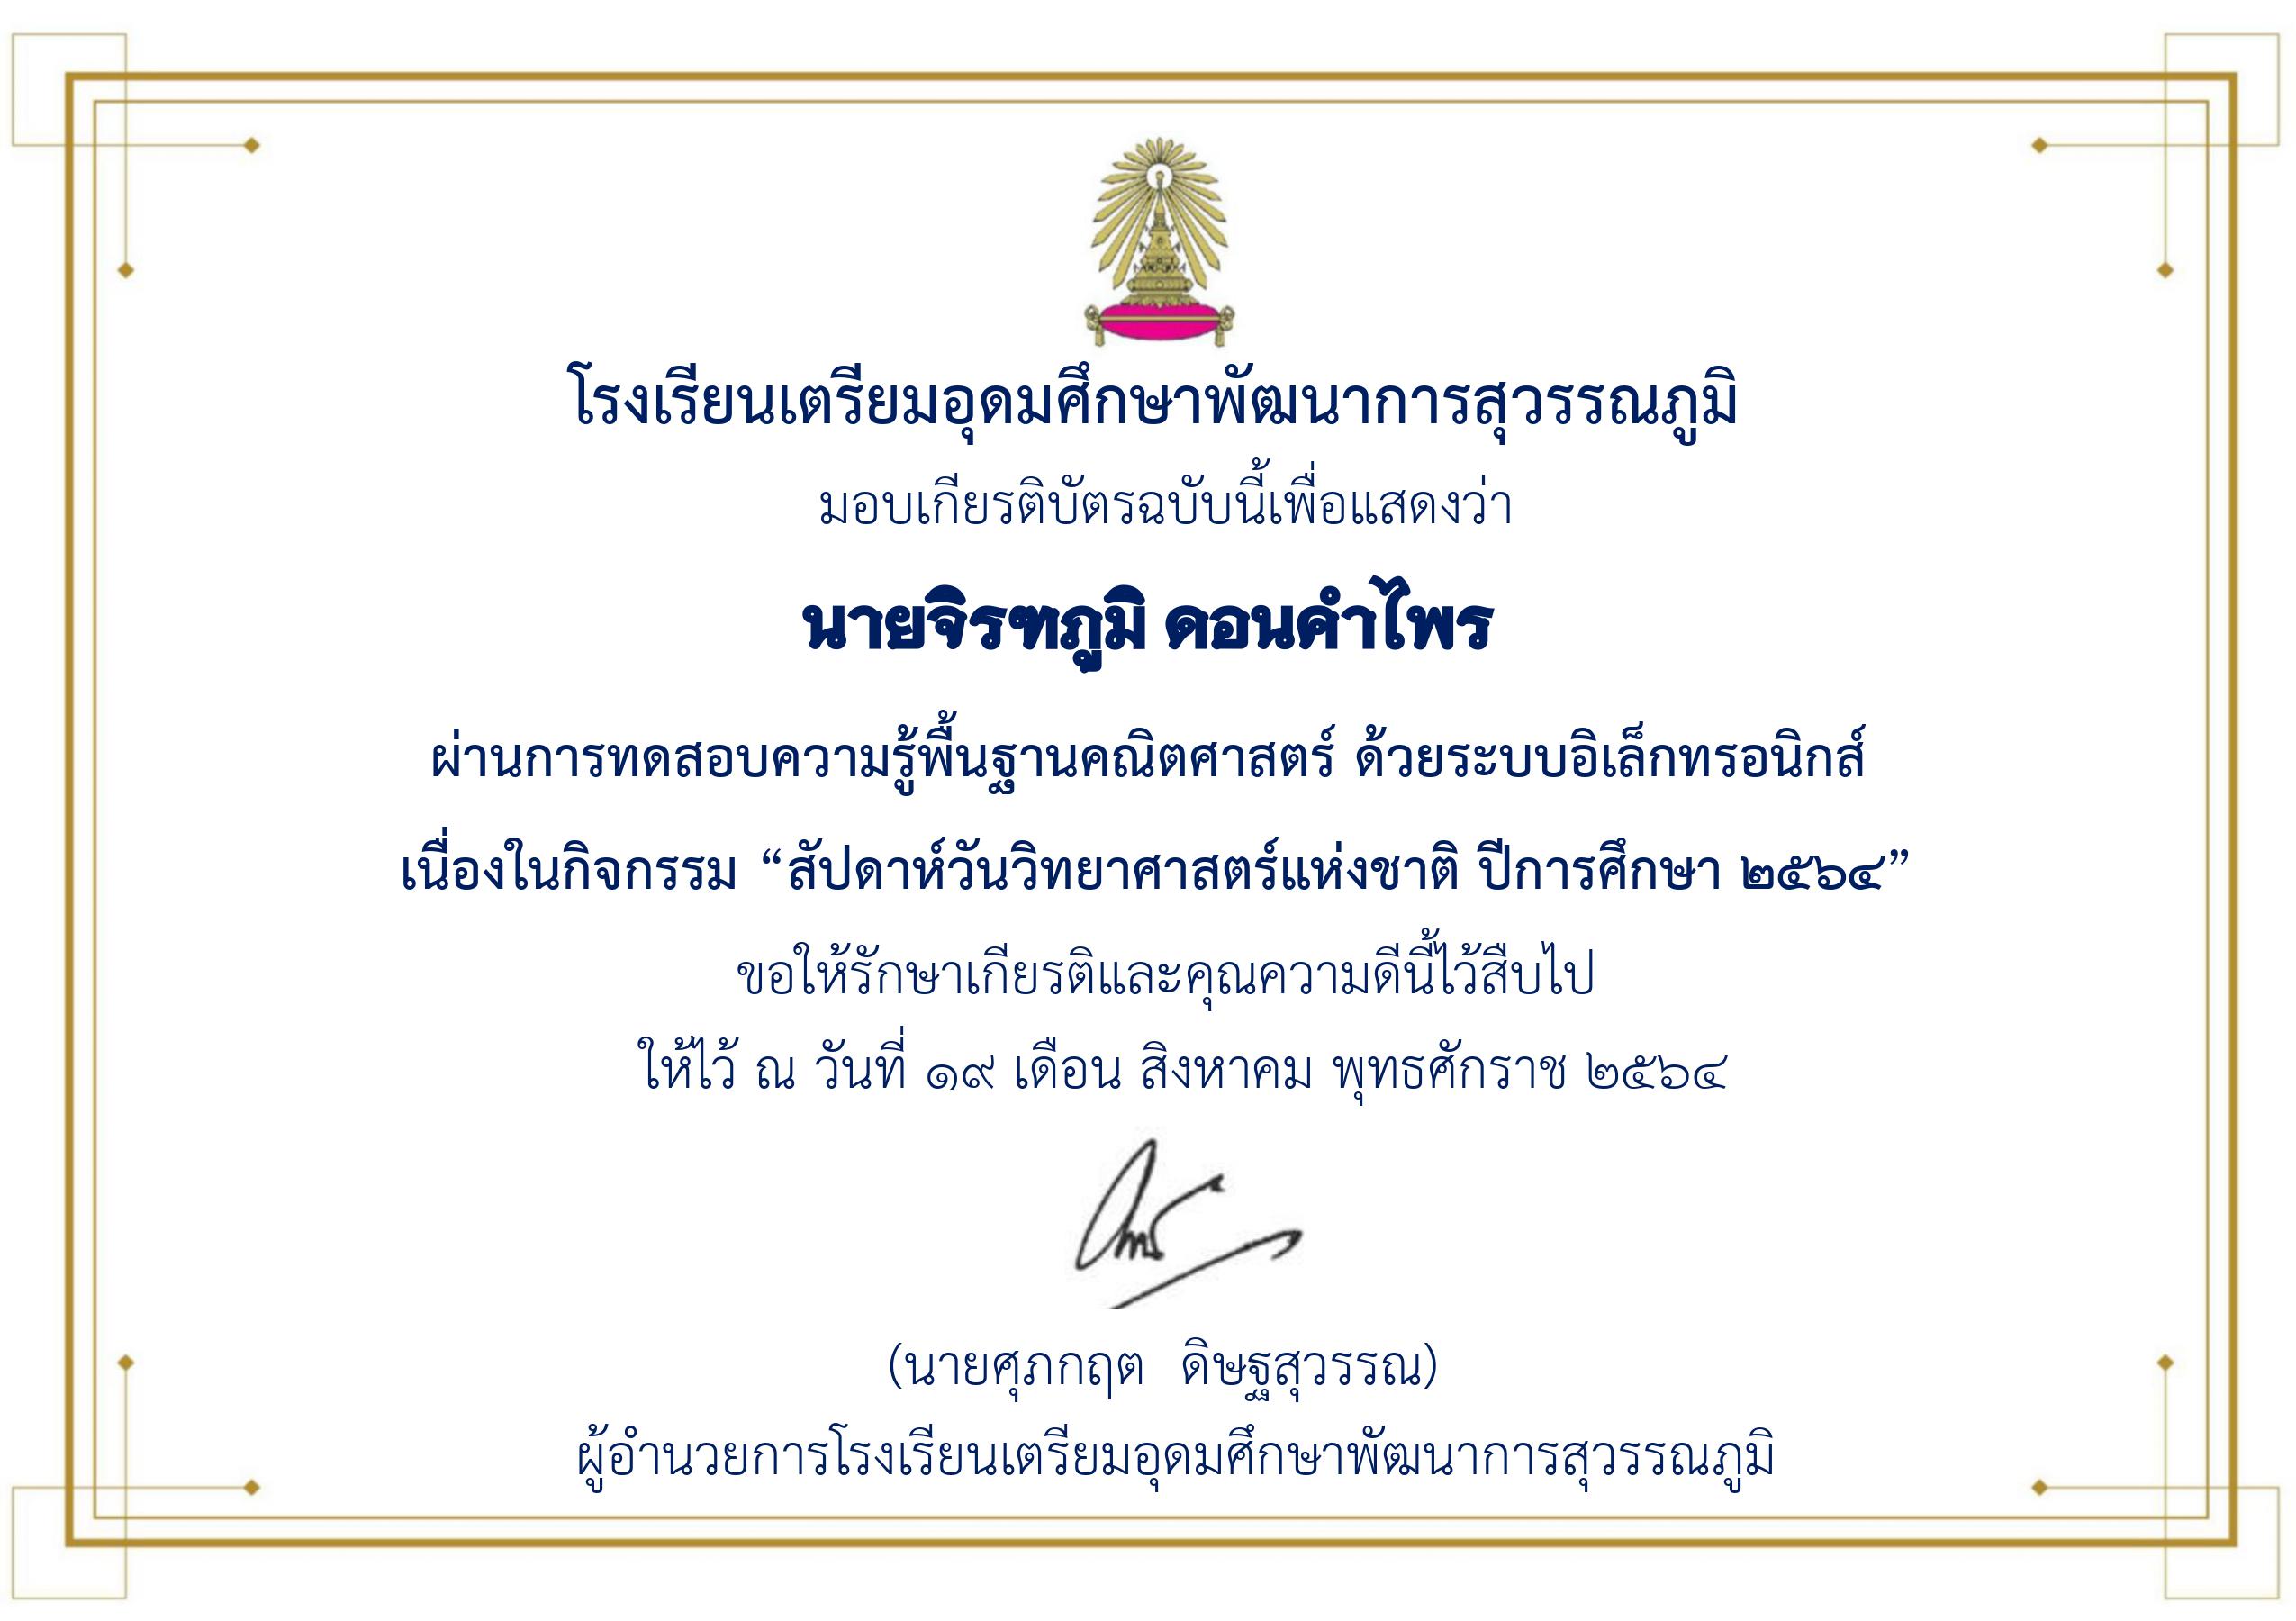 โรงเรียนเตรียมอุดมศึกษาพัฒนาการสุวรรณภูมิ
มอบเกียรติบัตรฉบับนี้เพื่อแสดงว่า
นายจิรฑภูมิ ดอนคำไพร
ผ่านการทดสอบความรู้พื้นฐานคณิตศาสตร์ ด้วยระบบอิเล็กทรอนิกส์
เนื่องในกิจกรรม “สัปดาห์วันวิทยาศาสตร์แห่งชาติ ปีการศึกษา ๒๕๖๔”
ขอให้รักษาเกียรติและคุณความดีนี้ไว้สืบไป
ให้ไว้ ณ วันที่ ๑๙ เดือน สิงหาคม พุทธศักราช ๒๕๖๔
(นายศุภกฤต ดิษฐสุวรรณ)
ผู้อำนวยการโรงเรียนเตรียมอุดมศึกษาพัฒนาการสุวรรณภูมิ